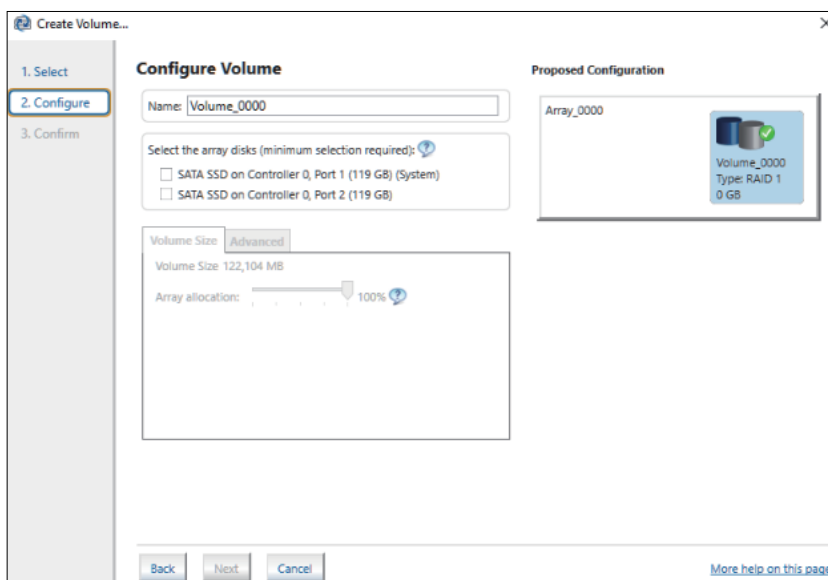 Create Volume...
1. Select
2. Configure
3. Confirm
Configure Volume
Name: Volume_0000
Select the array disks (minimum selection required):
SATA SSD on Controller 0, Port 1 (119 GB) (System)
SATA SSD on Controller 0, Port 2 (119 GB)
Volume Size Advanced
Volume Size 122,104 MB
Array allocation: 100%
Proposed Configuration
Array_0000
Volume_0000
Type: RAID 1
0 GB
Back Next Cancel
More help on this page